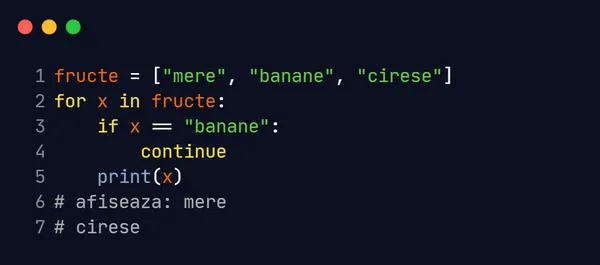 1 fructe = ["mere", "banane", "cirese"]
2 for x in fructe:
3     if x == "banane":
4         continue
5     print(x)
6 # afiseaza: mere
7 # cirese